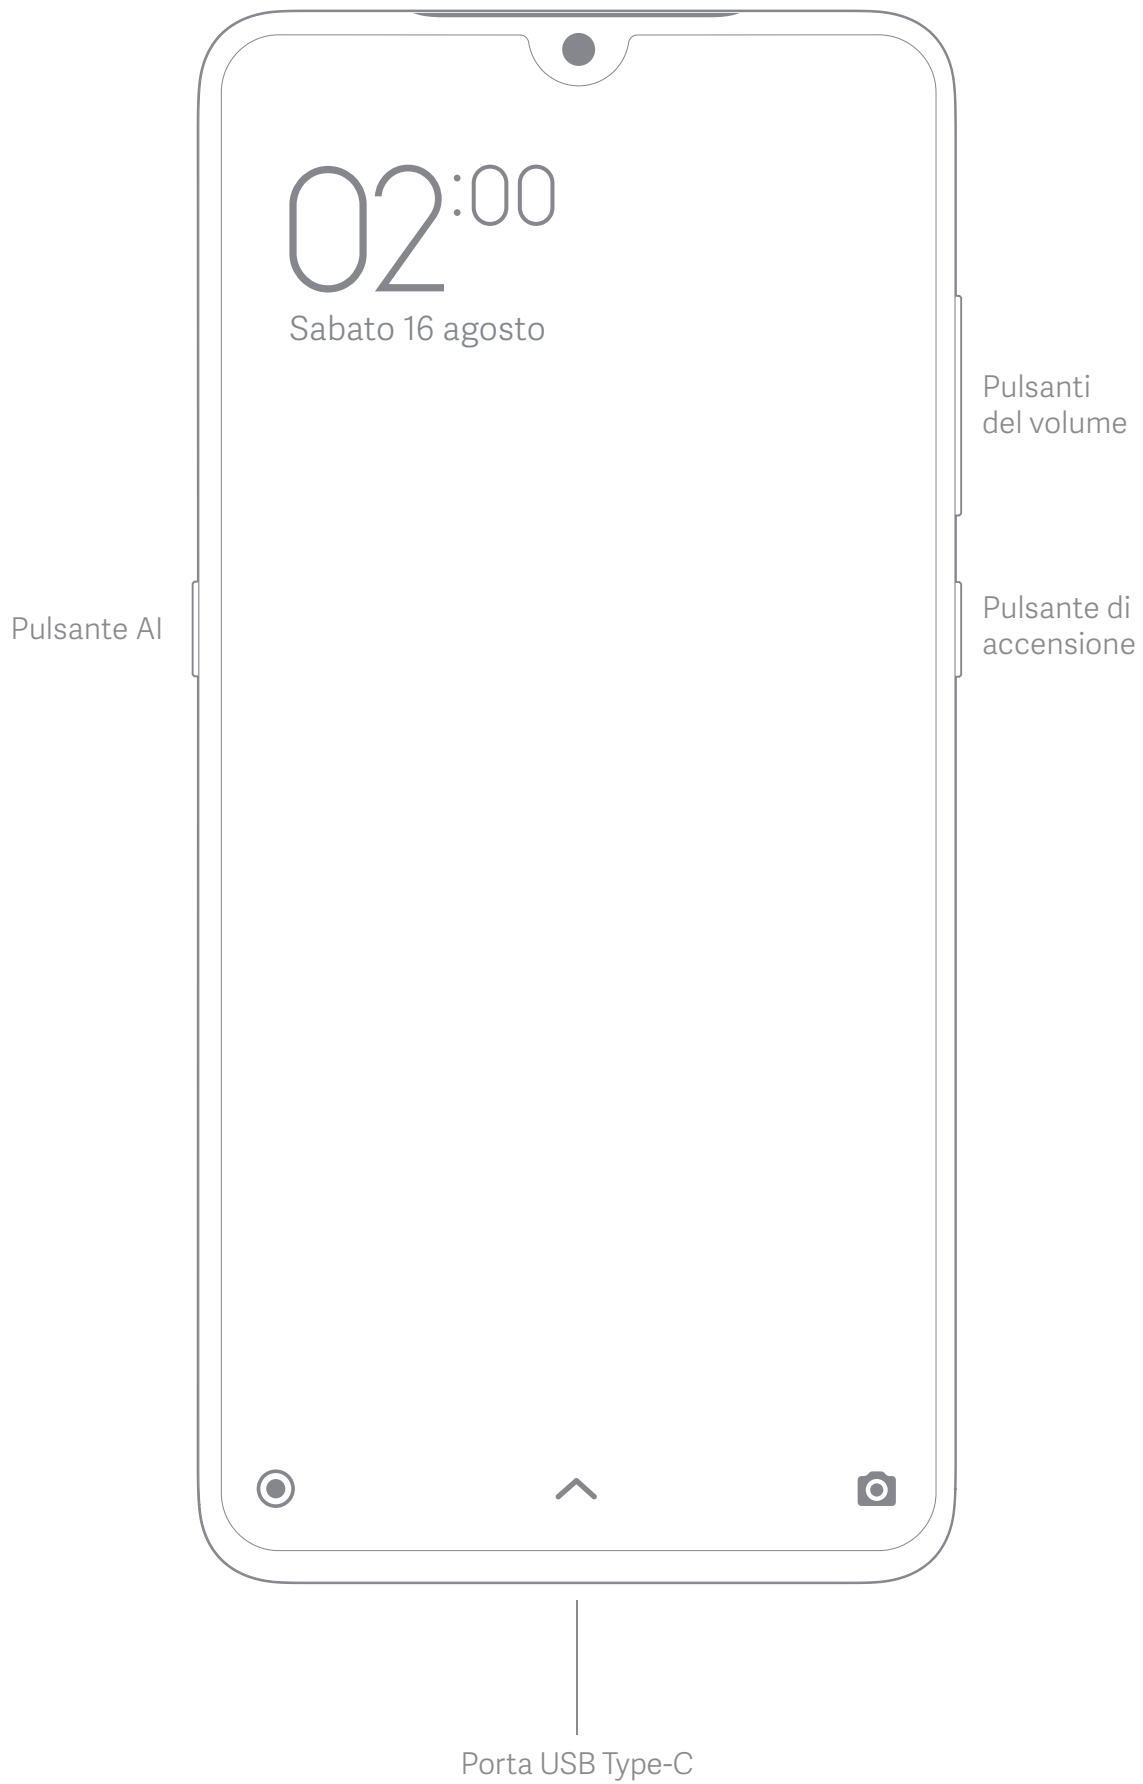 02:00
Sabato 16 agosto
Pulsanti
del volume
Pulsante AI
Pulsante di
accensione
Porta USB Type-C